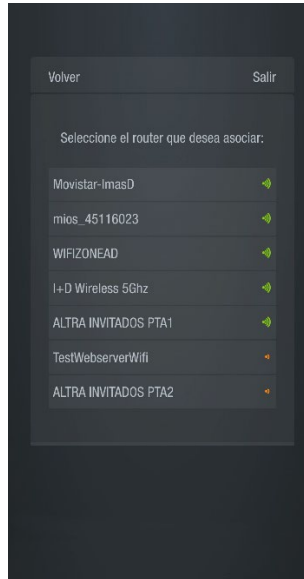 Volver
Salir
Seleccione el router que desea asociar:
Movistar-ImasD
mios_45116023
WIFIZONEAD
I+D Wireless 5Ghz
ALTRA INVITADOS PTA1
TestWebserverWifi
ALTRA INVITADOS PTA2